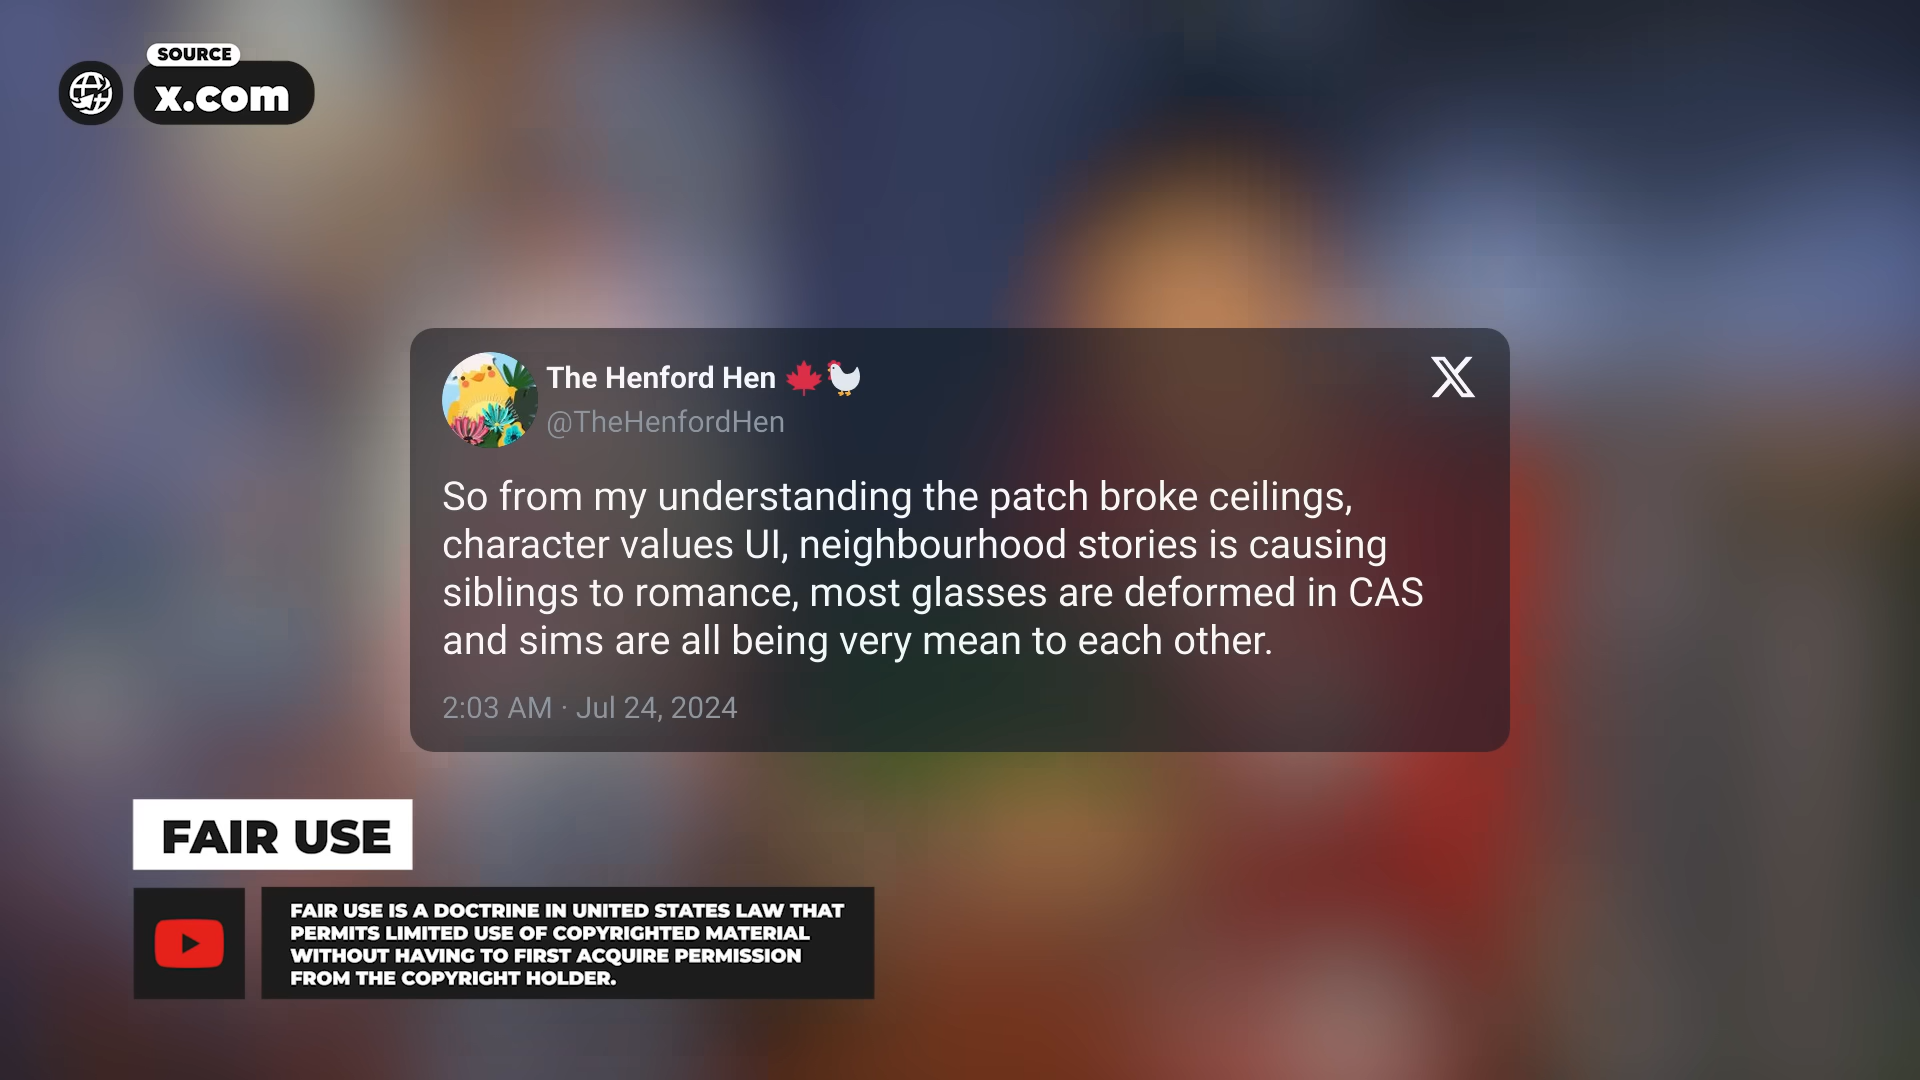 SOURCE
x.com
The Henford Hen 🍁🐓
@TheHenfordHen
So from my understanding the patch broke ceilings,
character values UI, neighbourhood stories is causing
siblings to romance, most glasses are deformed in CAS
and sims are all being very mean to each other.
2:03 AM · Jul 24, 2024
FAIR USE
FAIR USE IS A DOCTRINE IN UNITED STATES LAW THAT
PERMITS LIMITED USE OF COPYRIGHTED MATERIAL
WITHOUT HAVING TO FIRST ACQUIRE PERMISSION
FROM THE COPYRIGHT HOLDER.